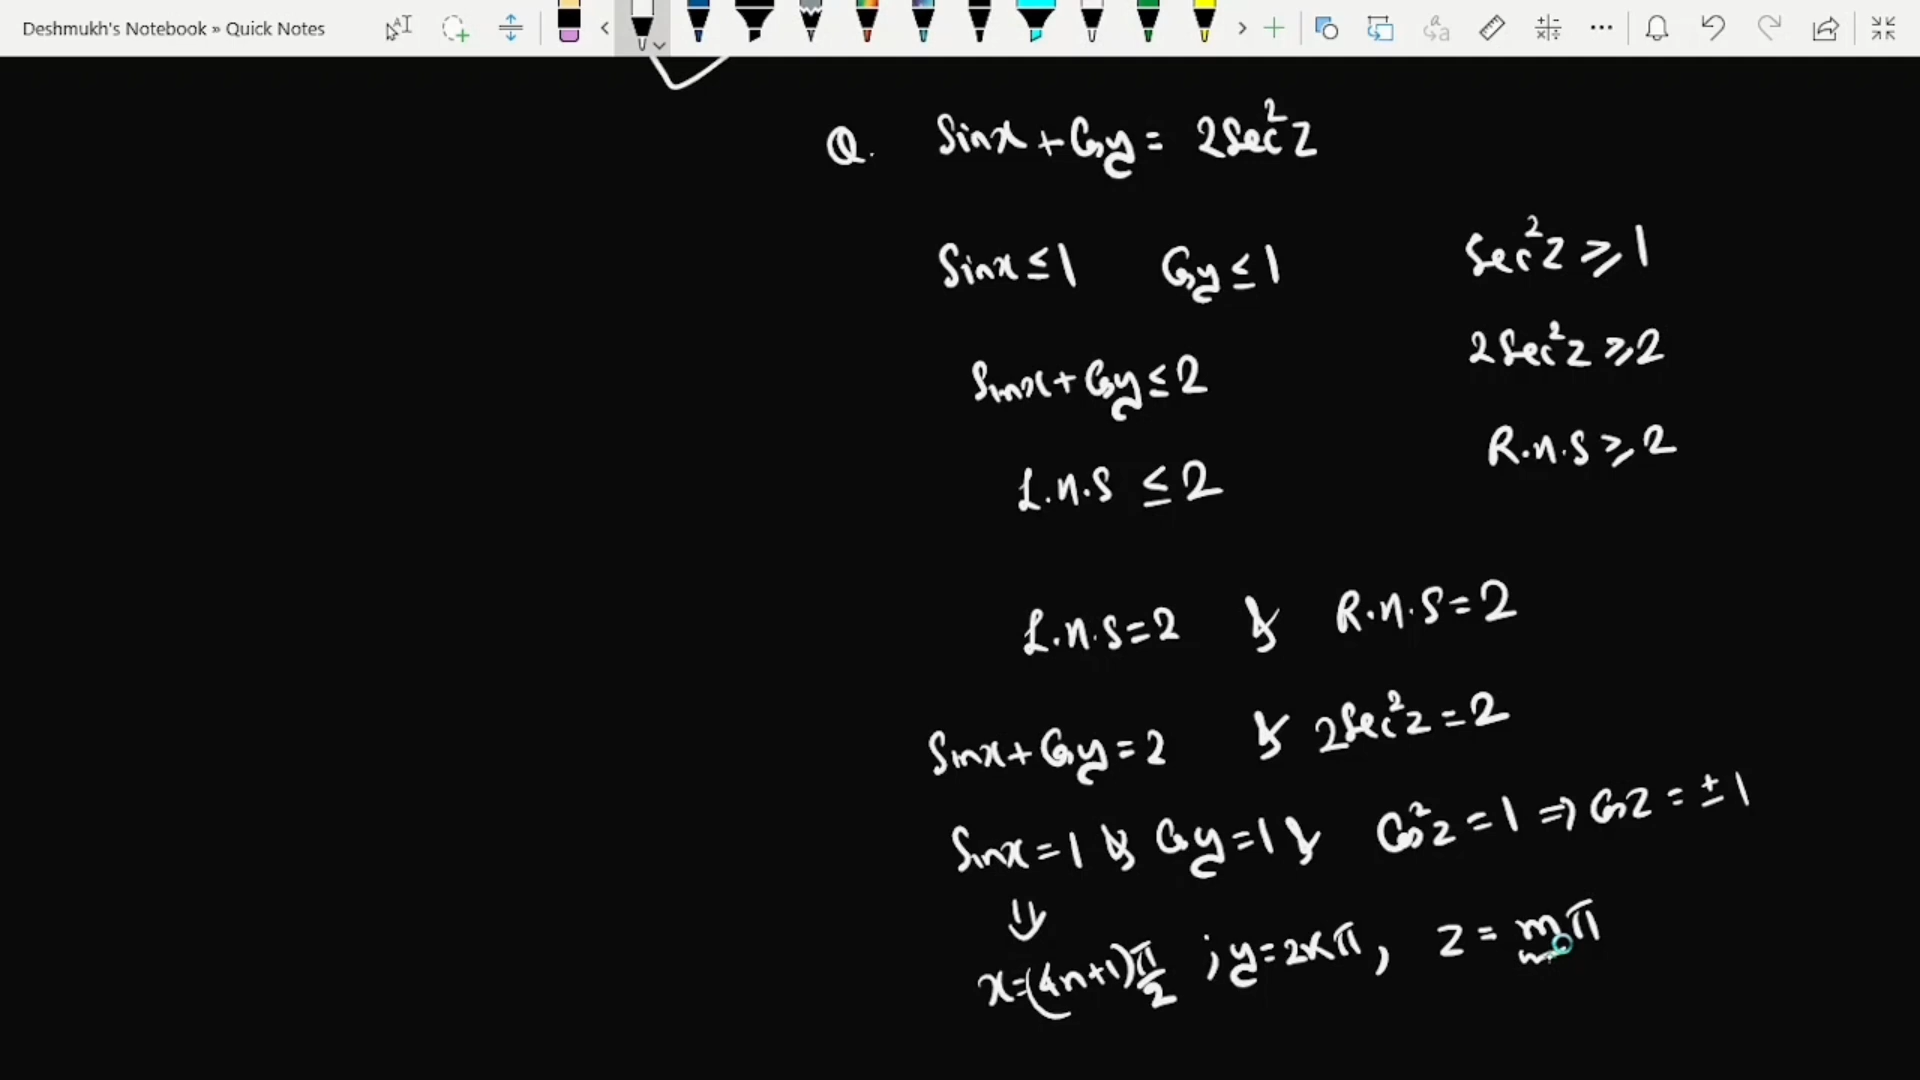 Deshmukh's Notebook » Quick Notes
Q. Sinx + Cosy = 2Sec²z
Sinx ≤ 1 Cosy ≤ 1 Sec²z ≥ 1
Sinx + Cosy ≤ 2 2Sec²z ≥ 2
L.H.S ≤ 2 R.H.S ≥ 2
L.H.S = 2 & R.H.S = 2
Sinx + Cosy = 2 & 2Sec²z = 2
Sinx = 1 & Cosy = 1 & Cos²z = 1 ⇒ Cosz = ± 1
⇓
x = (4n+1)π/2 ; y = 2kπ, z = mπ